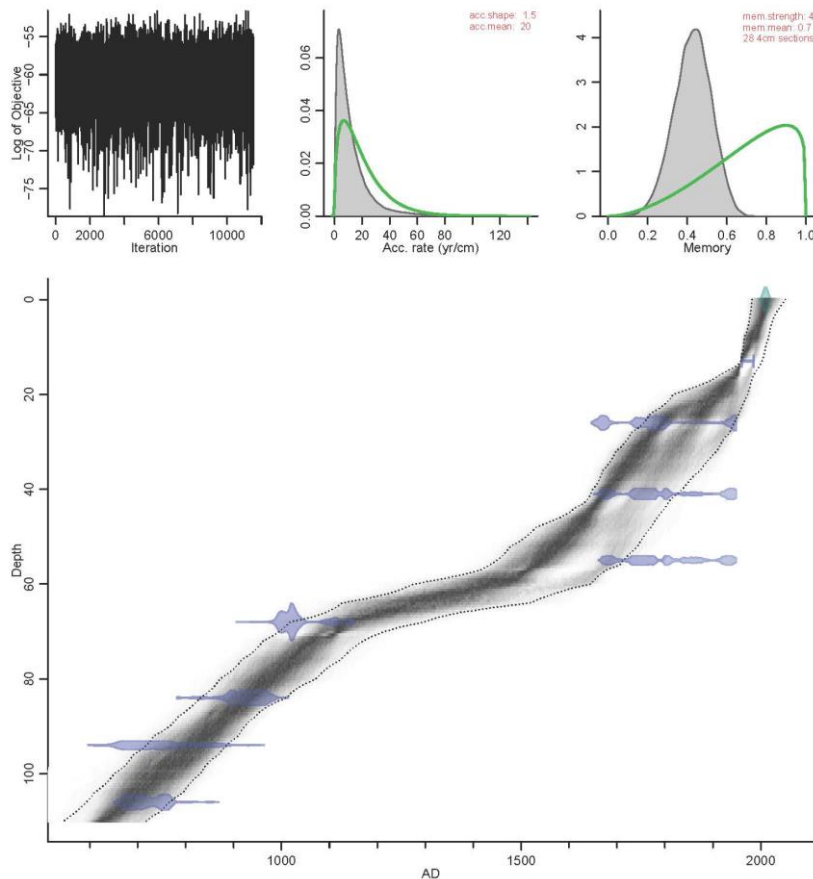 -55
-60
-65
-70
-75
Log of Objective
0 2000 6000 10000
Iteration
acc.shape: 1.5
acc.mean: 20
0.06
0.04
0.02
0.00
0 20 40 60 80 120
Acc. rate (yr/cm)
mem.strength: 4
mem.mean: 0.7
28 4cm sections
4
3
2
1
0
0.0 0.2 0.4 0.6 0.8 1.0
Memory
0
20
40
60
80
100
Depth
1000 1500 2000
AD